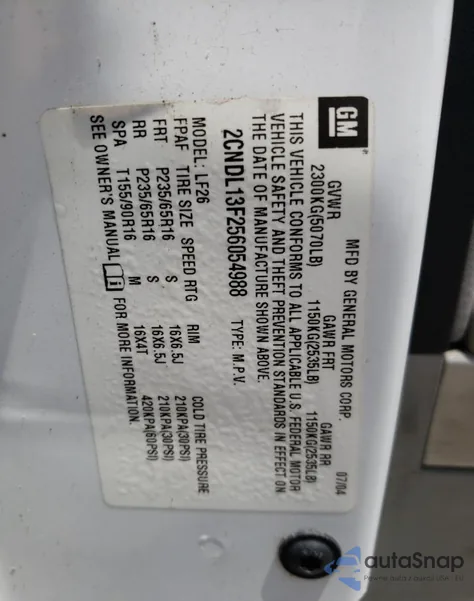 GM
MFD BY GENERAL MOTORS CORP.
07/04
GVWR
GAWR FRT
GAWR RR
2300KG(5070LB)
1150KG(2535LB)
1150KG(2535LB)
THIS VEHICLE CONFORMS TO ALL APPLICABLE U.S. FEDERAL MOTOR
VEHICLE SAFETY AND THEFT PREVENTION STANDARDS IN EFFECT ON
THE DATE OF MANUFACTURE SHOWN ABOVE.
2CNDL13F256054988
TYPE: M.P.V.
MODEL: LF26
FPAF TIRE SIZE SPEED RTG RIM COLD TIRE PRESSURE
FRT P235/65R16 S 16X6.5J 210KPA(30PSI)
RR P235/65R16 S 16X6.5J 210KPA(30PSI)
SPA T155/90R16 M 16X4T 420KPA(60PSI)
SEE OWNER'S MANUAL i FOR MORE INFORMATION.
autaSnap